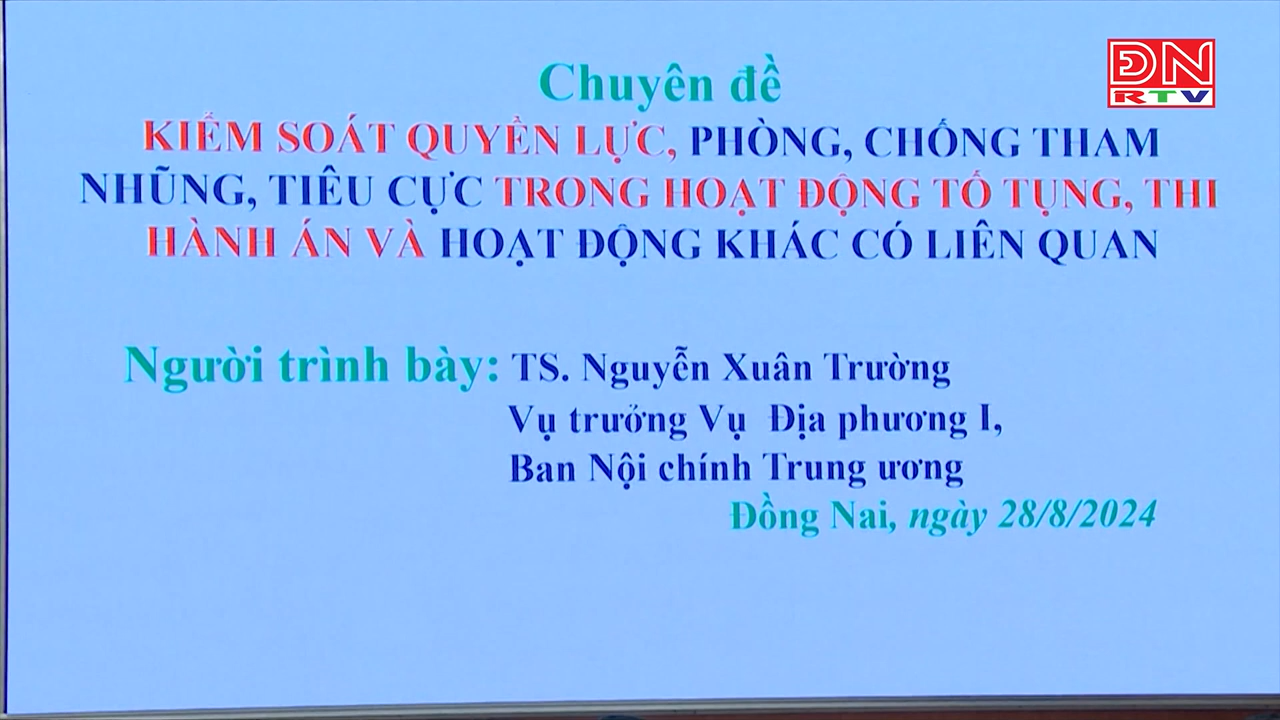 ĐN
RTV
Chuyên đề
KIỂM SOÁT QUYỀN LỰC, PHÒNG, CHỐNG THAM
NHŨNG, TIÊU CỰC TRONG HOẠT ĐỘNG TỐ TỤNG, THI
HÀNH ÁN VÀ HOẠT ĐỘNG KHÁC CÓ LIÊN QUAN
Người trình bày: TS. Nguyễn Xuân Trường
Vụ trưởng Vụ Địa phương I,
Ban Nội chính Trung ương
Đồng Nai, ngày 28/8/2024